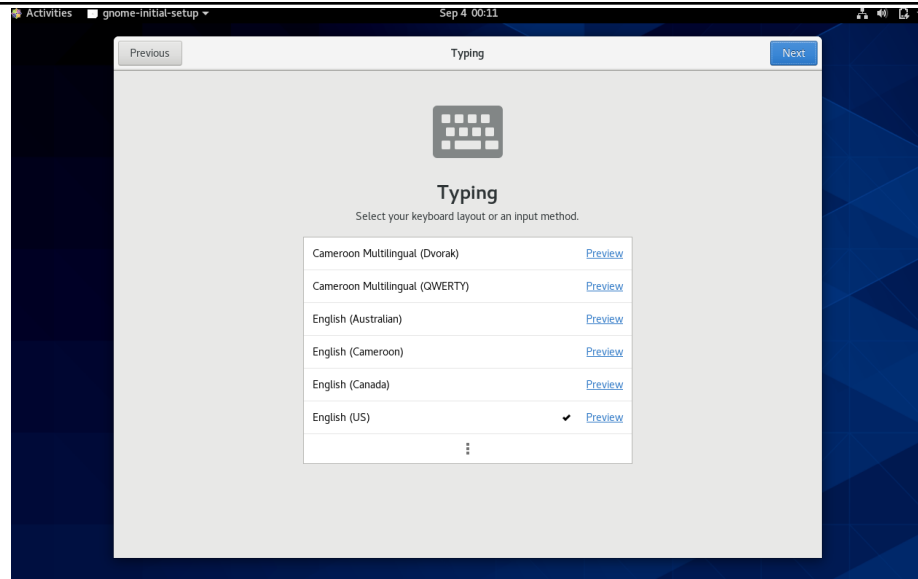 Activities gnome-initial-setup Sep 4 00:11
Previous Typing Next
Typing
Select your keyboard layout or an input method.
Cameroon Multilingual (Dvorak) Preview
Cameroon Multilingual (QWERTY) Preview
English (Australian) Preview
English (Cameroon) Preview
English (Canada) Preview
English (US) Preview